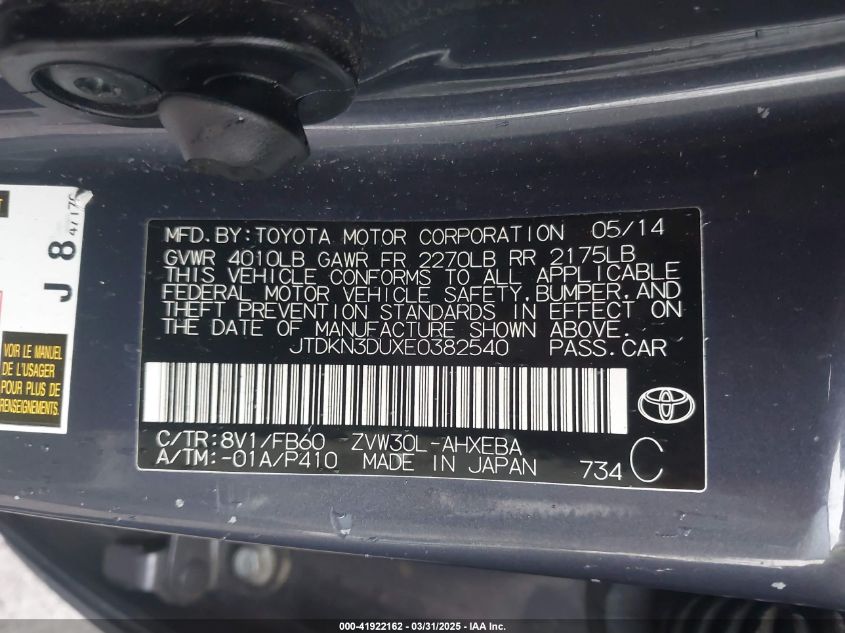 MFD.BY:TOYOTA MOTOR CORPORATION 05/14
GVWR 4010LB GAWR FR 2270LB RR 2175LB
THIS VEHICLE CONFORMS TO ALL APPLICABLE
FEDERAL MOTOR VEHICLE SAFETY,BUMPER,AND
THEFT PREVENTION STANDARDS IN EFFECT ON
THE DATE OF MANUFACTURE SHOWN ABOVE.
JTDKN3DUXE0382540 PASS.CAR
C/TR:8V1/FB60 ZVW30L-AHXEBA
A/TM:-01A/P410 MADE IN JAPAN 734 C
J 8
VOIR LE MANUEL
DE L'USAGER
POUR PLUS DE
RENSEIGNEMENTS.
000-41922162 - 03/31/2025 - IAA Inc.